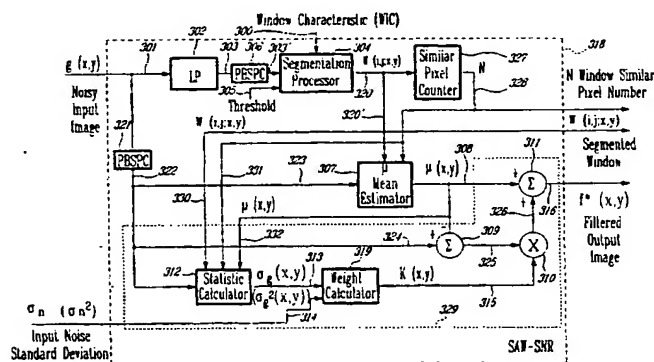 Window Characteristic (WIC)
300
318
g (x,y)
301
302
LP
303
306
PBSPC
303'
304
Segmentation
Processor
305
Threshold
W (i,j;x,y)
320
327
Similar
Pixel
Counter
N
328
Noisy
Input
Image
N Window Similar
Pixel Number
321
PBSPC
322
W (i,j;x,y)
320'
Segmented
Window
323
331
330
307
Mean
Estimator
μ (x,y)
308
311
Σ
316
f* (x,y)
Filtered
Output
Image
326
μ (x,y)
332
324
309
Σ
325
X
310
312
Statistic
Calculator
313
σg (x,y)
(σg² (x,y))
314
319
Weight
Calculator
K (x,y)
315
σn (σn²)
Input Noise
Standard Deviation
329
SAW-SNR